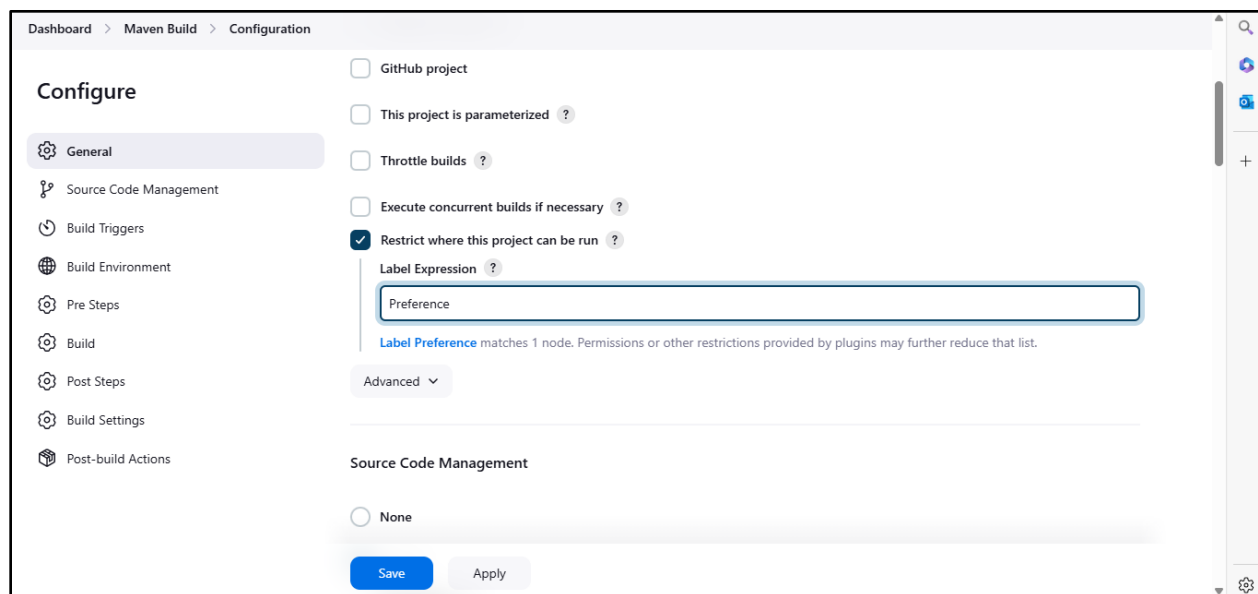 Dashboard > Maven Build > Configuration
Configure
General
Source Code Management
Build Triggers
Build Environment
Pre Steps
Build
Post Steps
Build Settings
Post-build Actions
GitHub project
This project is parameterized ?
Throttle builds ?
Execute concurrent builds if necessary ?
Restrict where this project can be run ?
Label Expression ?
Preference
Label Preference matches 1 node. Permissions or other restrictions provided by plugins may further reduce that list.
Advanced
Source Code Management
None
Save Apply